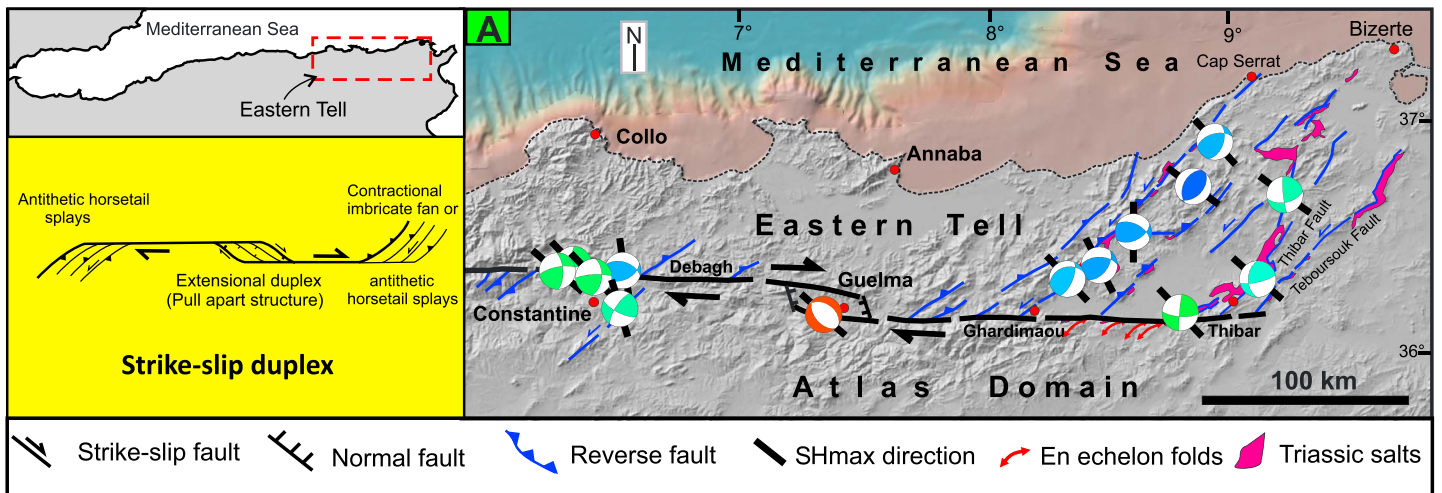 Mediterranean Sea
Eastern Tell
Antithetic horsetail
splays
Contractional
imbricate fan or
Extensional duplex
(Pull apart structure)
antithetic
horsetail splays
Strike-slip duplex
A
N
7°
8°
9°
Bizerte
Mediterranean Sea
Cap Serrat
37°
Collo
Annaba
Eastern Tell
Thibar Fault
Teboursouk Fault
Debagh
Guelma
Constantine
Ghardimaou
Thibar
36°
Atlas Domain
100 km
Strike-slip fault
Normal fault
Reverse fault
SHmax direction
En echelon folds
Triassic salts